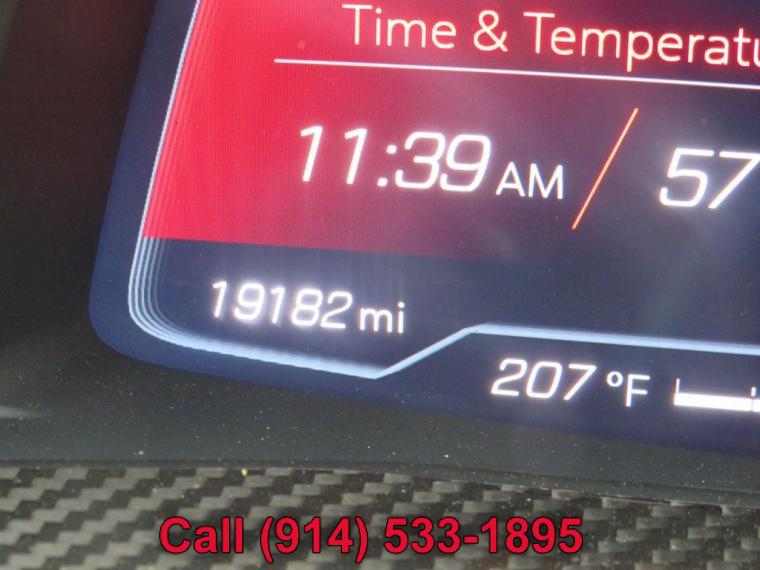 Time & Temperatu
11:39 AM / 57
19182 mi
207 °F
Call (914) 533-1895